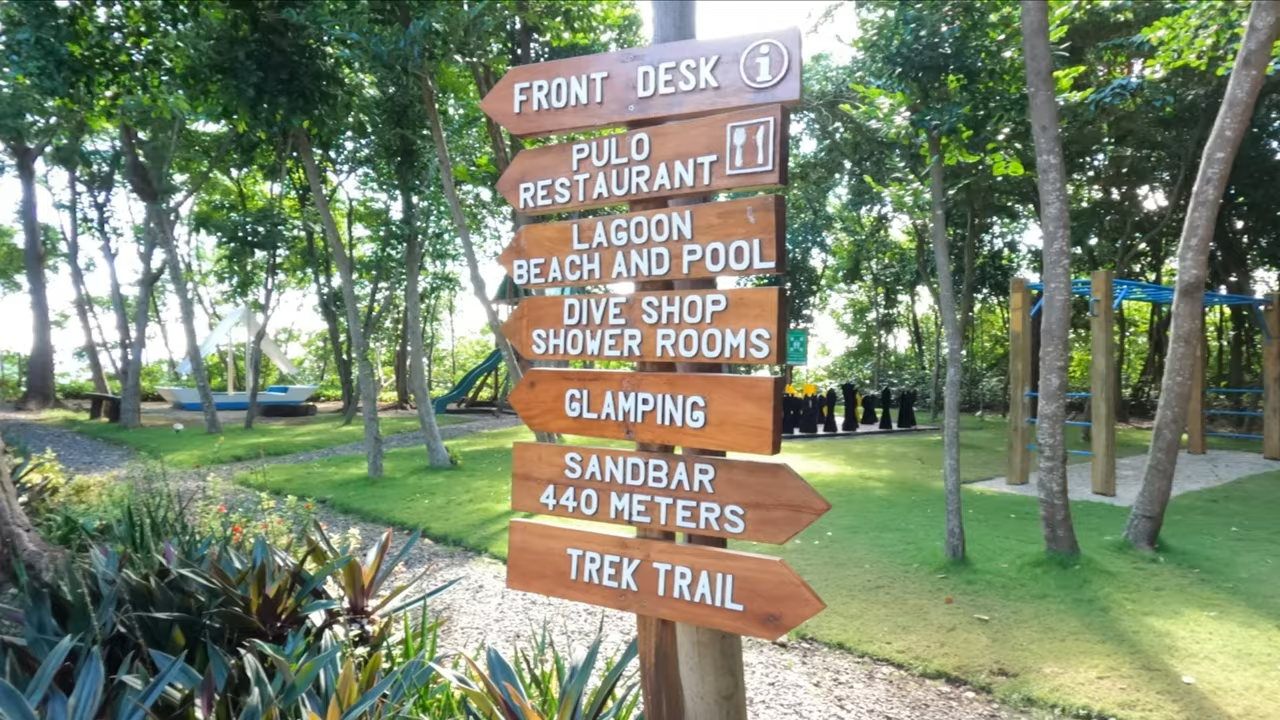 FRONT DESK i
PULO
RESTAURANT
LAGOON
BEACH AND POOL
DIVE SHOP
SHOWER ROOMS
GLAMPING
SANDBAR
440 METERS
TREK TRAIL